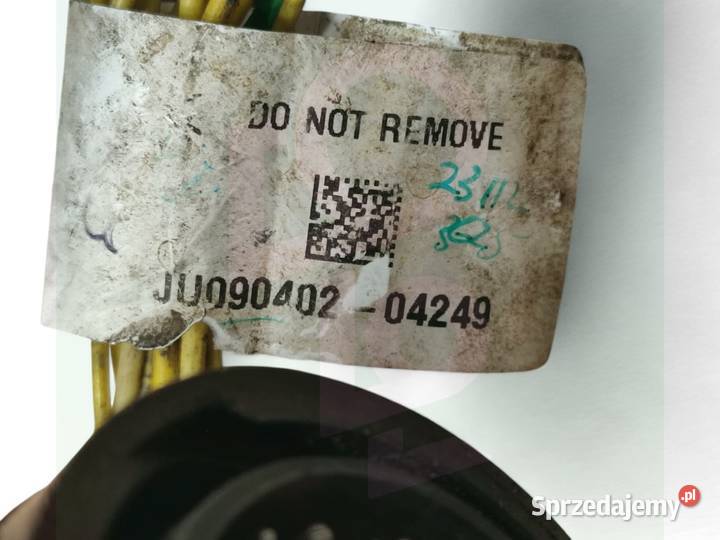 DO NOT REMOVE
JU090402-04249
Sprzedajemy.pl